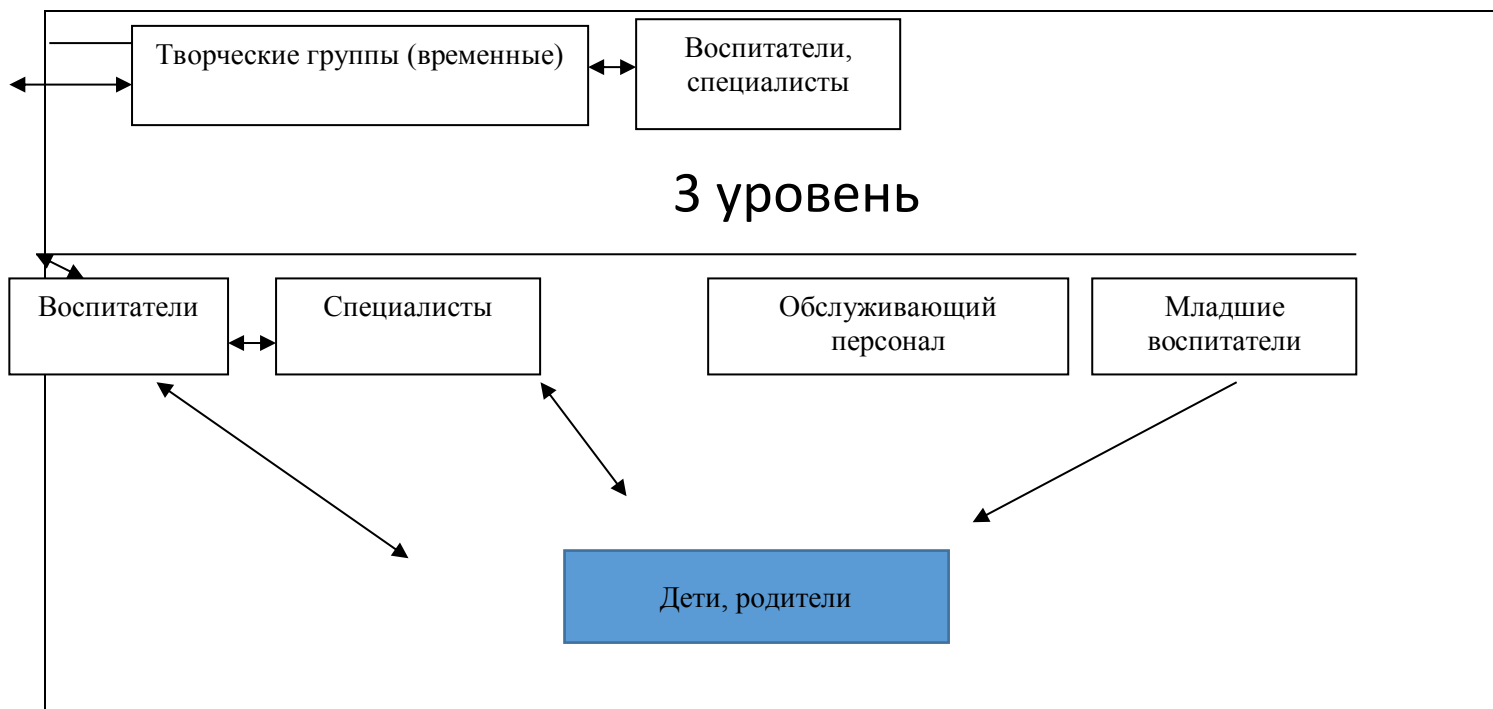 Творческие группы (временные)
Воспитатели,
специалисты
3 уровень
Воспитатели
Специалисты
Обслуживающий
персонал
Младшие
воспитатели
Дети, родители